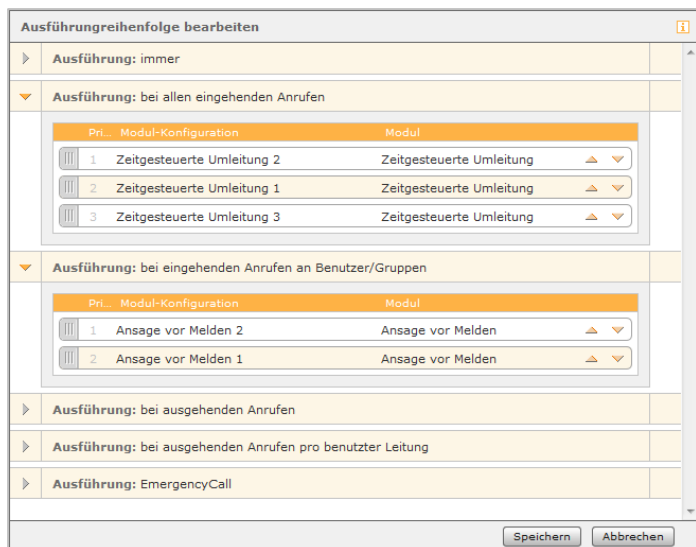 Ausführungreihenfolge bearbeiten
Ausführung: immer
Ausführung: bei allen eingehenden Anrufen
Pri... Modul-Konfiguration Modul
1 Zeitgesteuerte Umleitung 2 Zeitgesteuerte Umleitung
2 Zeitgesteuerte Umleitung 1 Zeitgesteuerte Umleitung
3 Zeitgesteuerte Umleitung 3 Zeitgesteuerte Umleitung
Ausführung: bei eingehenden Anrufen an Benutzer/Gruppen
Pri... Modul-Konfiguration Modul
1 Ansage vor Melden 2 Ansage vor Melden
2 Ansage vor Melden 1 Ansage vor Melden
Ausführung: bei ausgehenden Anrufen
Ausführung: bei ausgehenden Anrufen pro benutzter Leitung
Ausführung: EmergencyCall
Speichern Abbrechen